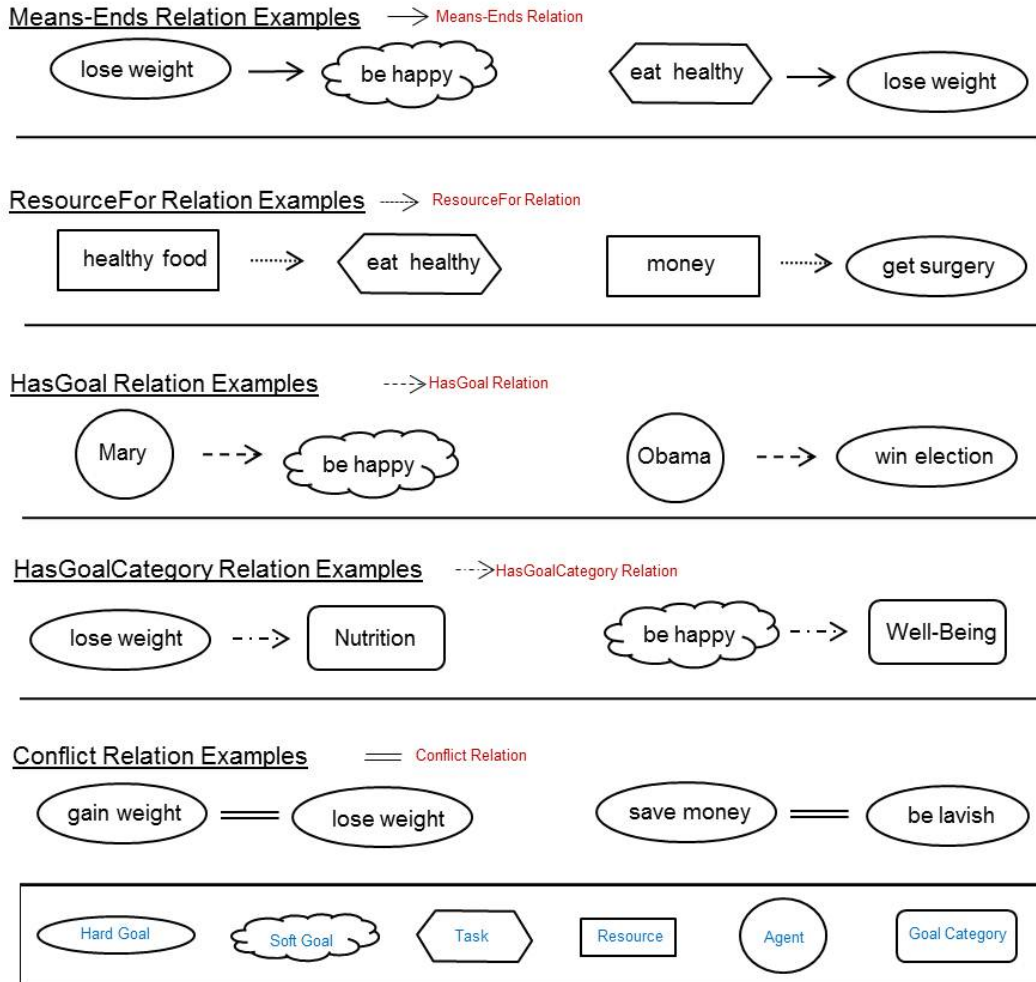 Means-Ends Relation Examples Means-Ends Relation
lose weight be happy eat healthy lose weight
ResourceFor Relation Examples ResourceFor Relation
healthy food eat healthy money get surgery
HasGoal Relation Examples HasGoal Relation
Mary be happy Obama win election
HasGoalCategory Relation Examples HasGoalCategory Relation
lose weight Nutrition be happy Well-Being
Conflict Relation Examples Conflict Relation
gain weight lose weight save money be lavish
Hard Goal Soft Goal Task Resource Agent Goal Category